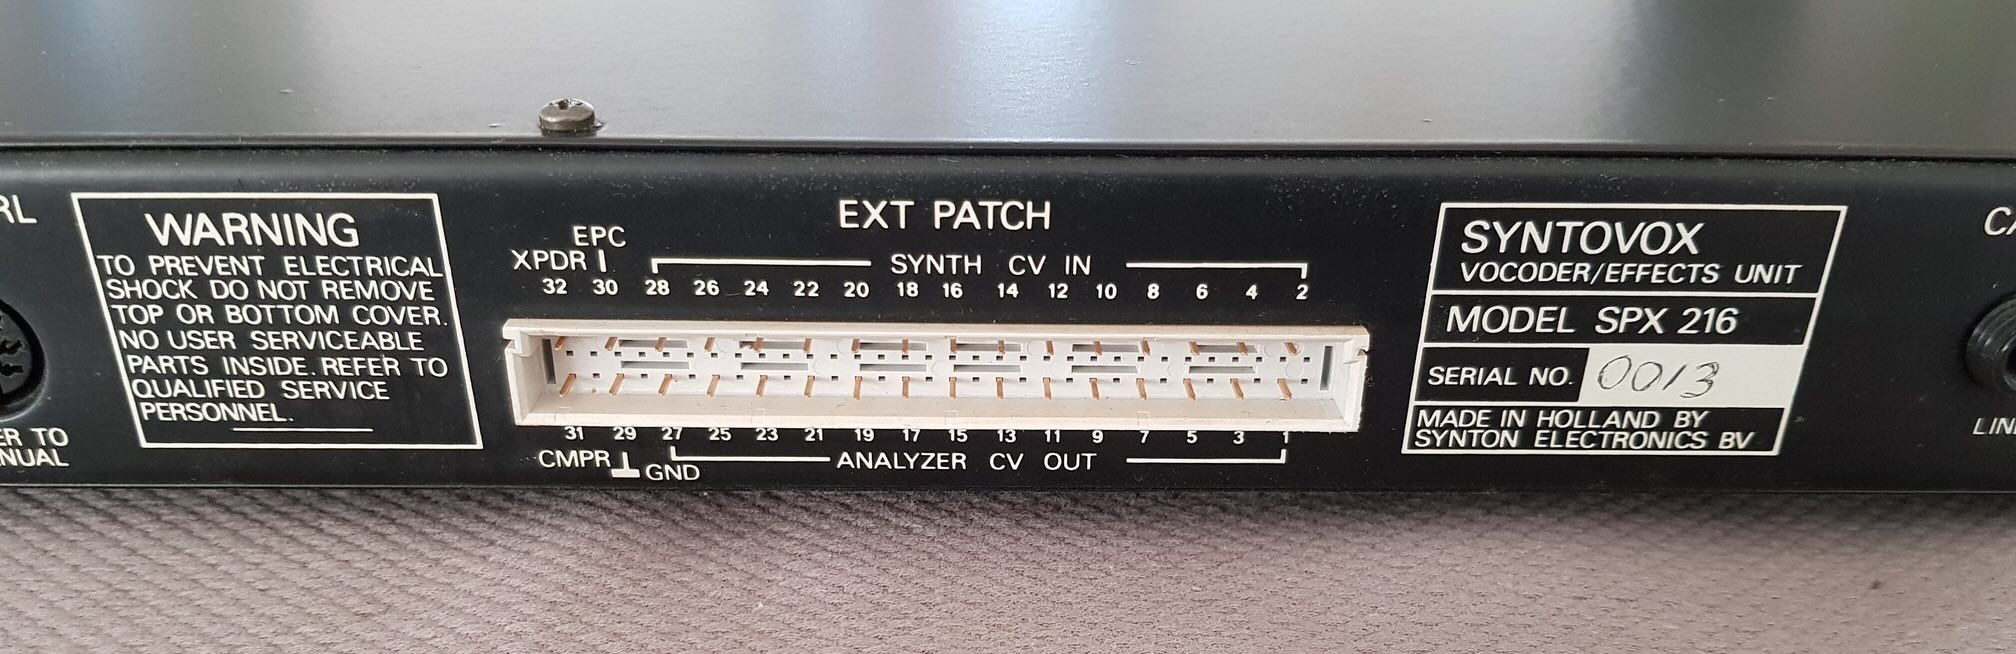 RL
WARNING
TO PREVENT ELECTRICAL
SHOCK DO NOT REMOVE
TOP OR BOTTOM COVER.
NO USER SERVICEABLE
PARTS INSIDE. REFER TO
QUALIFIED SERVICE
PERSONNEL.
ER TO
NUAL
EXT PATCH
EPC
XPDR
SYNTH CV IN
32 30 28 26 24 22 20 18 16 14 12 10 8 6 4 2
31 29 27 25 23 21 19 17 15 13 11 9 7 5 3 1
CMPR
GND
ANALYZER CV OUT
SYNTOVOX
VOCODER/EFFECTS UNIT
MODEL SPX 216
SERIAL NO. 0013
MADE IN HOLLAND BY
SYNTON ELECTRONICS BV
LIN